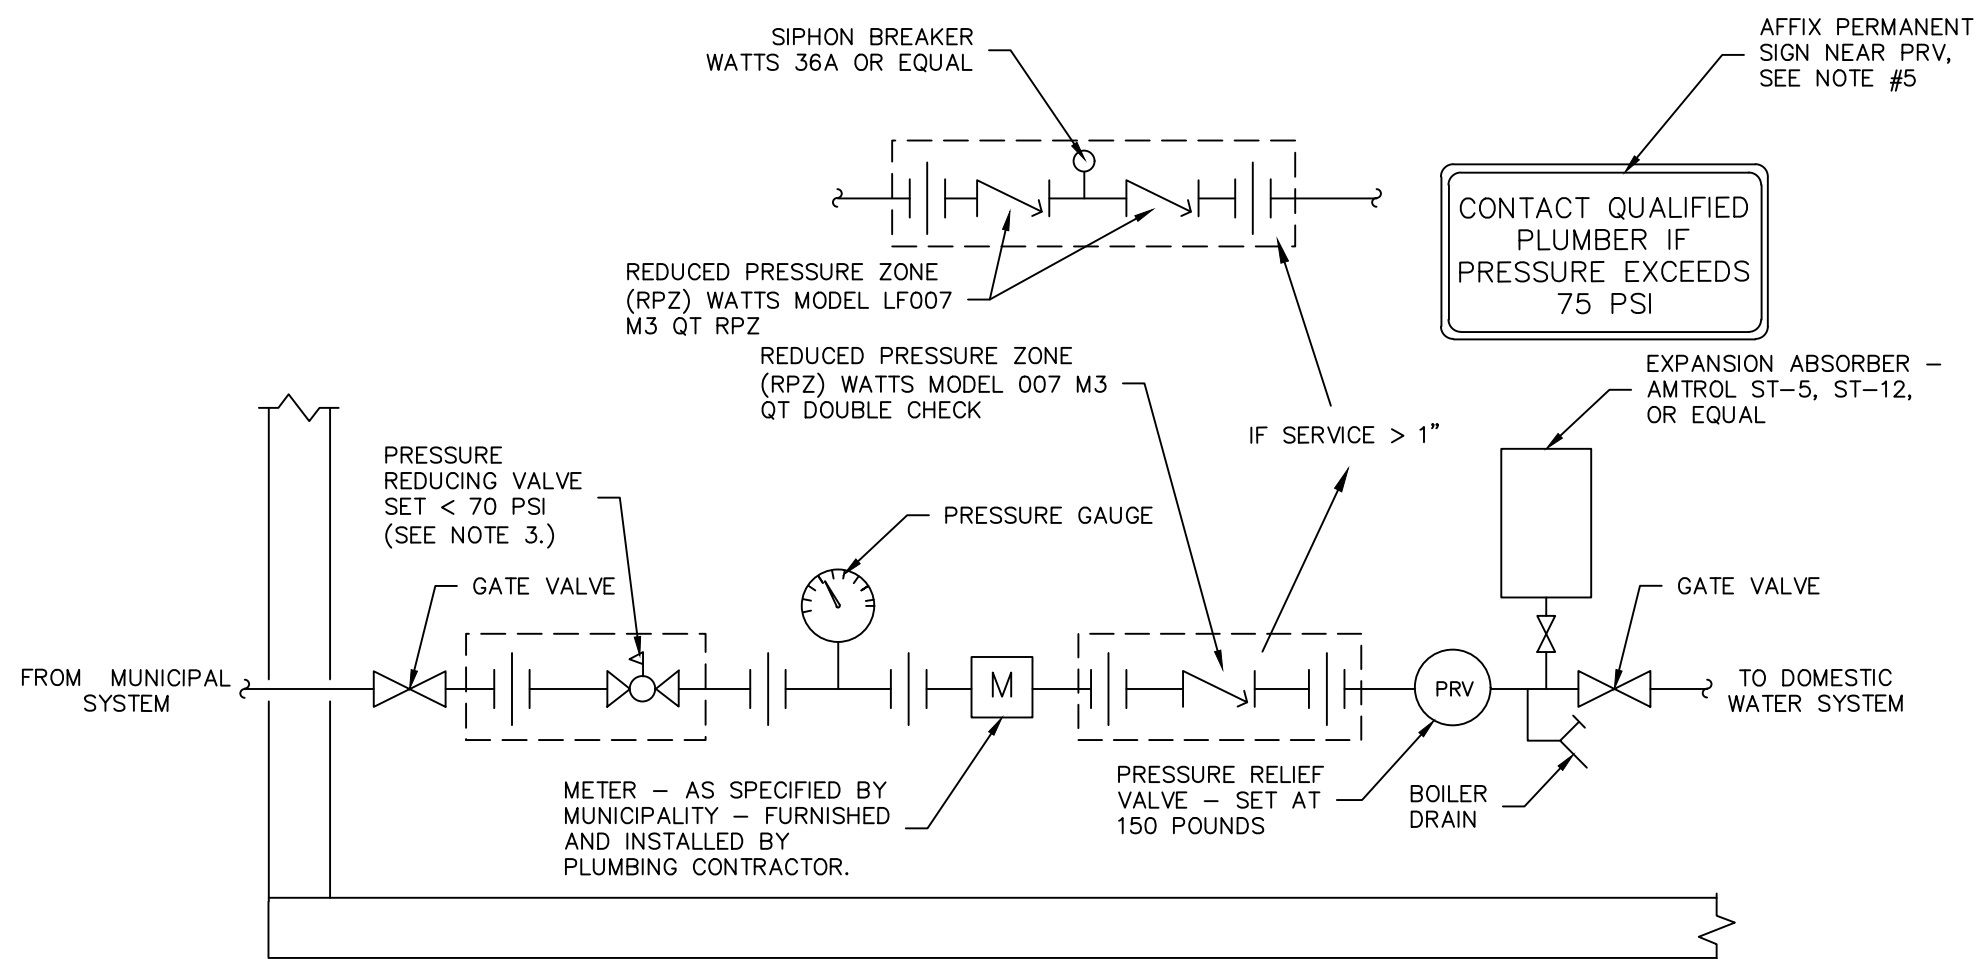 SIPHON BREAKER
WATTS 36A OR EQUAL
AFFIX PERMANENT
SIGN NEAR PRV,
SEE NOTE #5
CONTACT QUALIFIED
PLUMBER IF
PRESSURE EXCEEDS
75 PSI
REDUCED PRESSURE ZONE
(RPZ) WATTS MODEL LF007
M3 QT RPZ
REDUCED PRESSURE ZONE
(RPZ) WATTS MODEL 007 M3
QT DOUBLE CHECK
EXPANSION ABSORBER –
AMTROL ST–5, ST–12,
OR EQUAL
IF SERVICE > 1”
PRESSURE
REDUCING VALVE
SET < 70 PSI
(SEE NOTE 3.)
PRESSURE GAUGE
GATE VALVE
GATE VALVE
FROM MUNICIPAL
SYSTEM
M
PRV
TO DOMESTIC
WATER SYSTEM
METER – AS SPECIFIED BY
MUNICIPALITY – FURNISHED
AND INSTALLED BY
PLUMBING CONTRACTOR.
PRESSURE RELIEF
VALVE – SET AT
150 POUNDS
BOILER
DRAIN